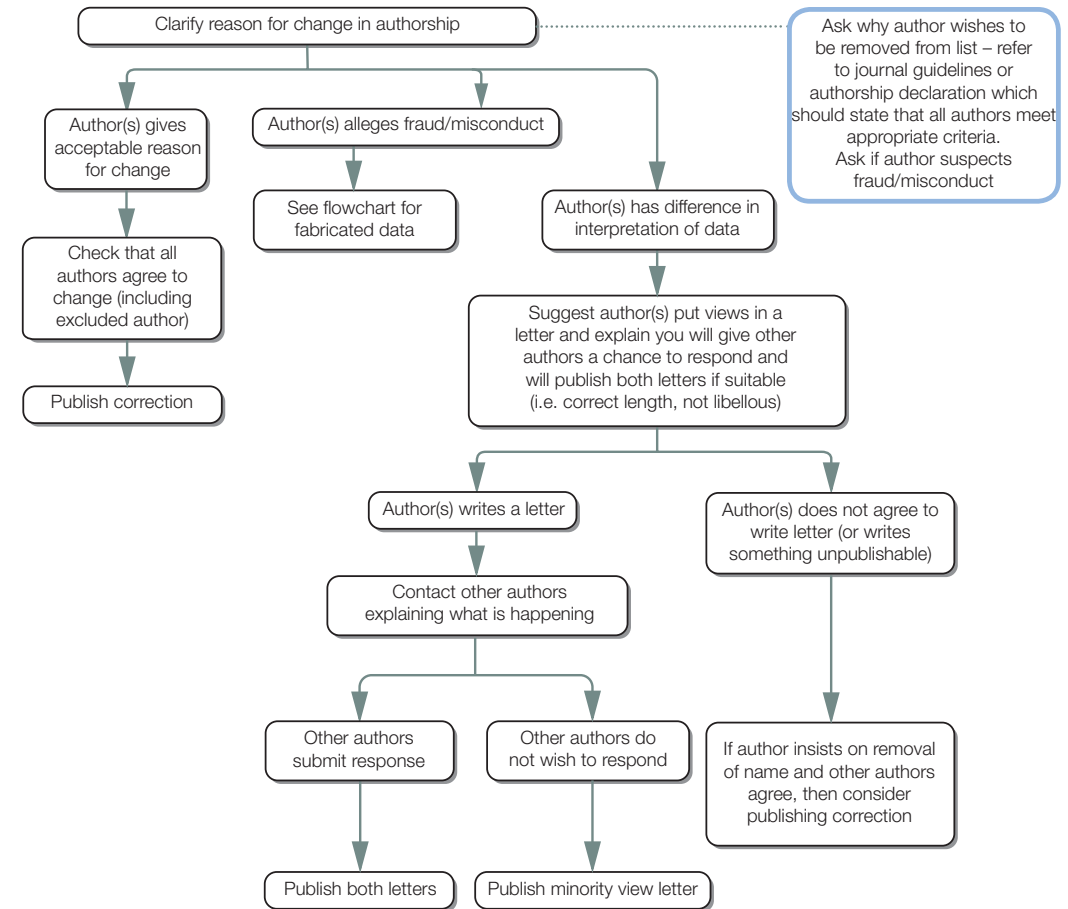 Clarify reason for change in authorship
Ask why author wishes to
be removed from list – refer
to journal guidelines or
authorship declaration which
should state that all authors meet
appropriate criteria.
Ask if author suspects
fraud/misconduct
Author(s) gives
acceptable reason
for change
Author(s) alleges fraud/misconduct
See flowchart for
fabricated data
Author(s) has difference in
interpretation of data
Check that all
authors agree to
change (including
excluded author)
Publish correction
Suggest author(s) put views in a
letter and explain you will give other
authors a chance to respond and
will publish both letters if suitable
(i.e. correct length, not libellous)
Author(s) writes a letter
Author(s) does not agree to
write letter (or writes
something unpublishable)
Contact other authors
explaining what is happening
Other authors
submit response
Other authors do
not wish to respond
If author insists on removal
of name and other authors
agree, then consider
publishing correction
Publish both letters
Publish minority view letter